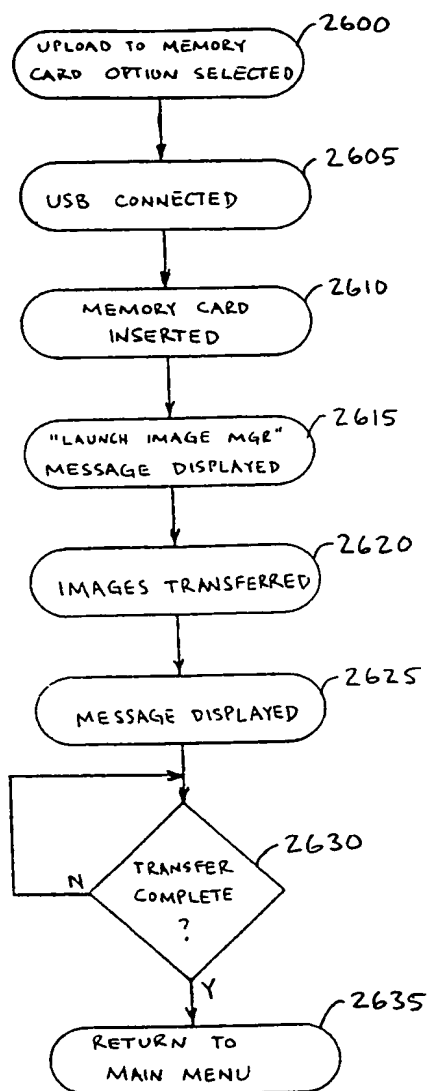 2600
UPLOAD TO MEMORY
CARD OPTION SELECTED
2605
USB CONNECTED
2610
MEMORY CARD
INSERTED
2615
"LAUNCH IMAGE MGR"
MESSAGE DISPLAYED
2620
IMAGES TRANSFERRED
2625
MESSAGE DISPLAYED
2630
TRANSFER
COMPLETE
?
N
Y
2635
RETURN TO
MAIN MENU